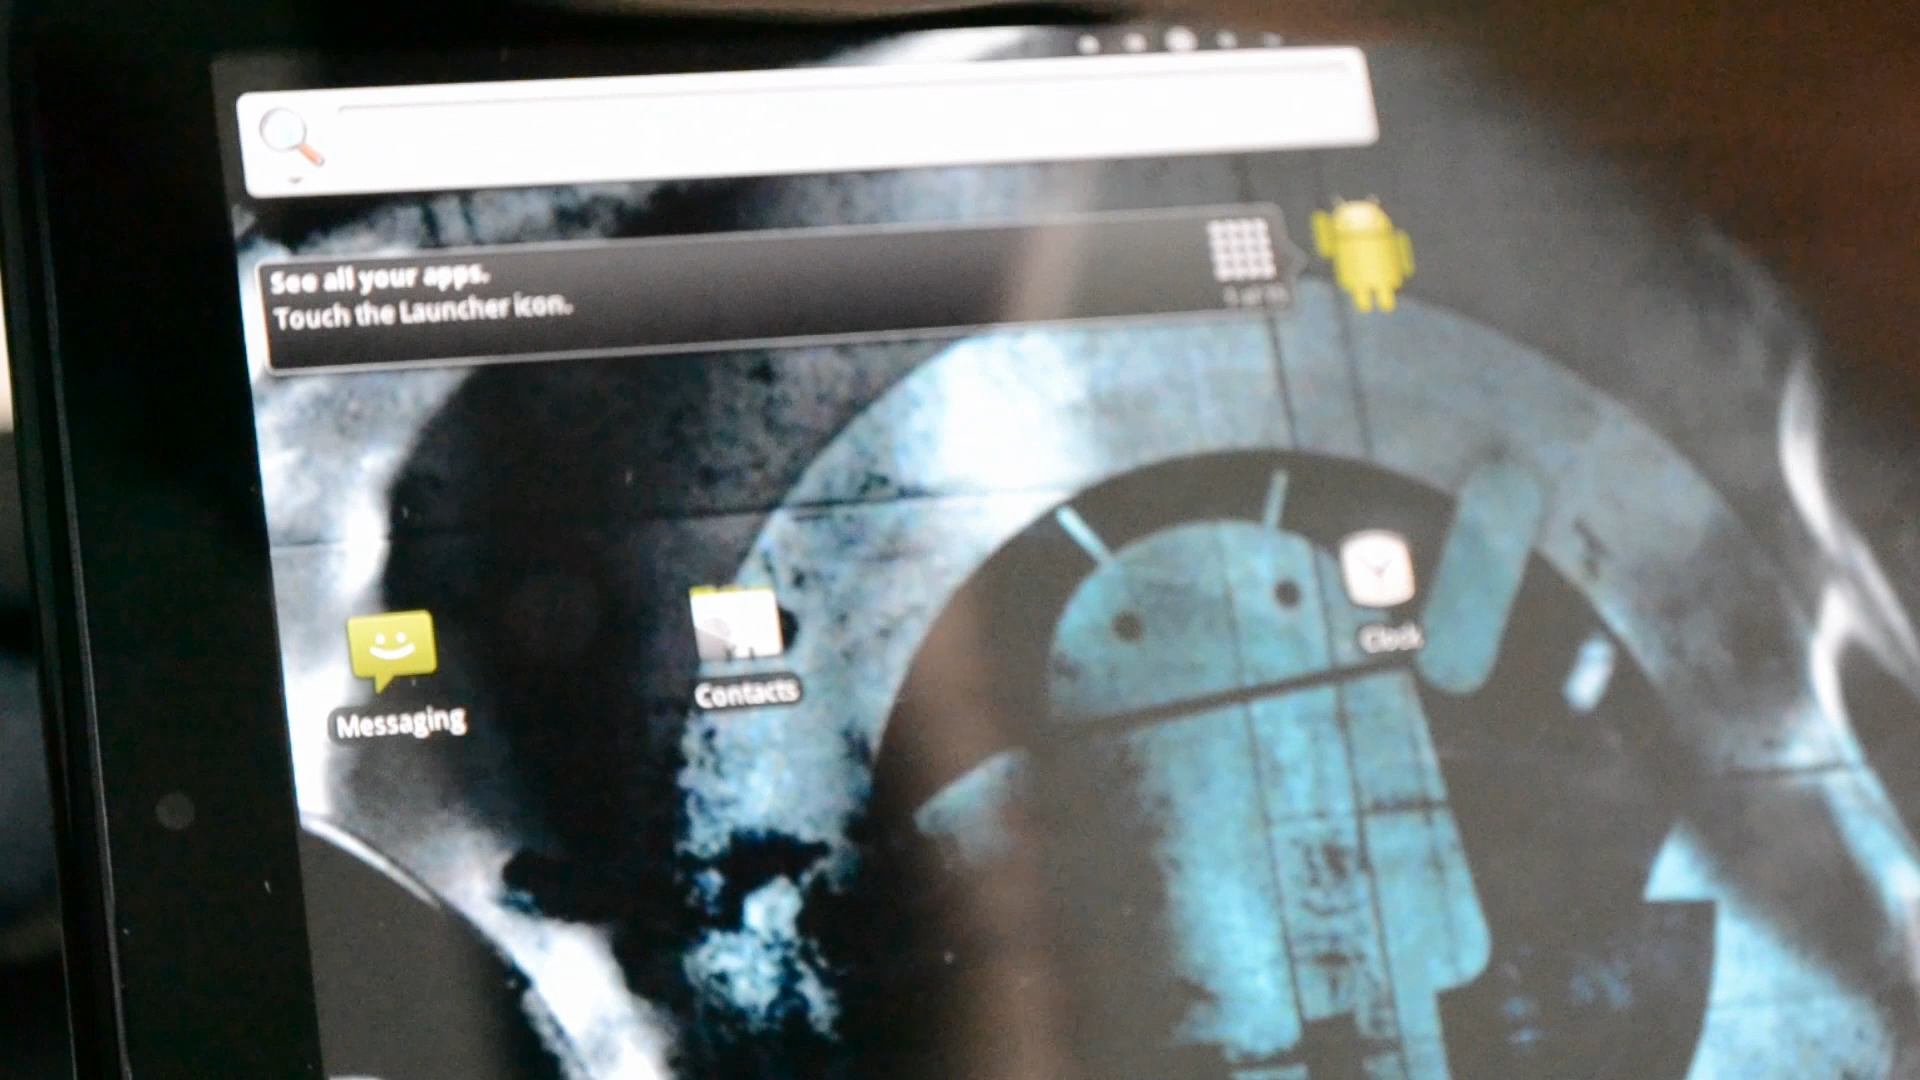 See all your apps.
Touch the Launcher icon.
Messaging
Contacts
Clock